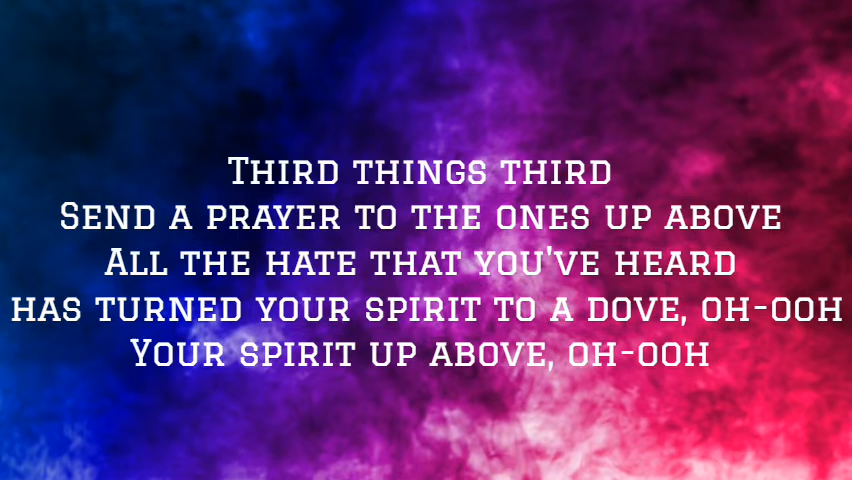 Third things third
Send a prayer to the ones up above
All the hate that you've heard
has turned your spirit to a dove, oh-ooh
Your spirit up above, oh-ooh